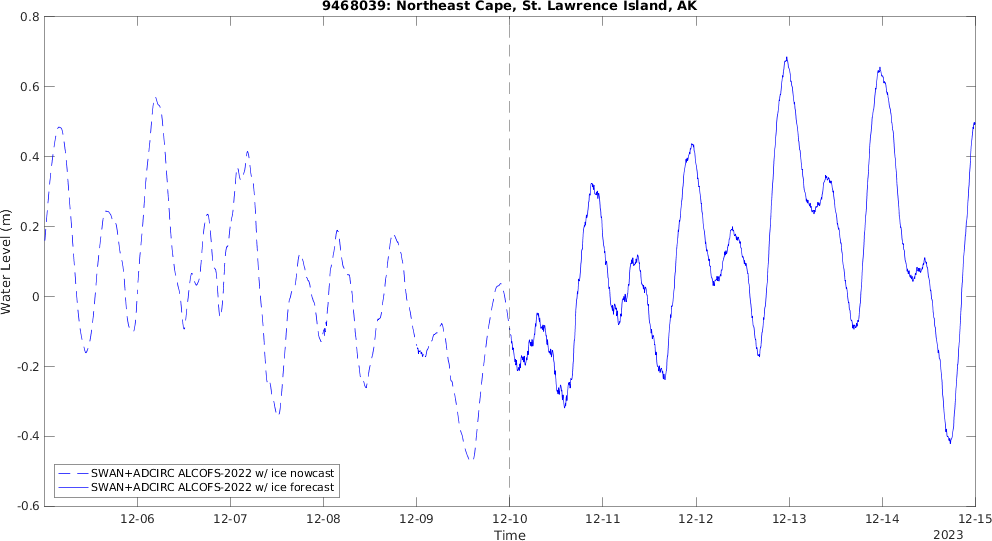 9468039: Northeast Cape, St. Lawrence Island, AK
0.8
0.6
0.4
0.2
0
-0.2
-0.4
-0.6
Water Level (m)
SWAN+ADCIRC ALCOFS-2022 w/ ice nowcast
SWAN+ADCIRC ALCOFS-2022 w/ ice forecast
12-06 12-07 12-08 12-09 12-10 12-11 12-12 12-13 12-14 12-15
Time
2023